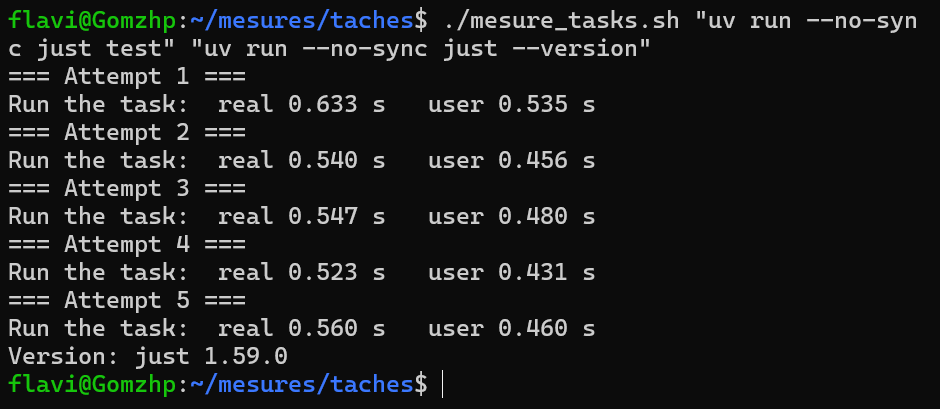 flavi@Gomzhp:~/mesures/taches$ ./mesure_tasks.sh "uv run --no-syn
c just test" "uv run --no-sync just --version"
=== Attempt 1 ===
Run the task:  real 0.633 s   user 0.535 s
=== Attempt 2 ===
Run the task:  real 0.540 s   user 0.456 s
=== Attempt 3 ===
Run the task:  real 0.547 s   user 0.480 s
=== Attempt 4 ===
Run the task:  real 0.523 s   user 0.431 s
=== Attempt 5 ===
Run the task:  real 0.560 s   user 0.460 s
Version: just 1.59.0
flavi@Gomzhp:~/mesures/taches$